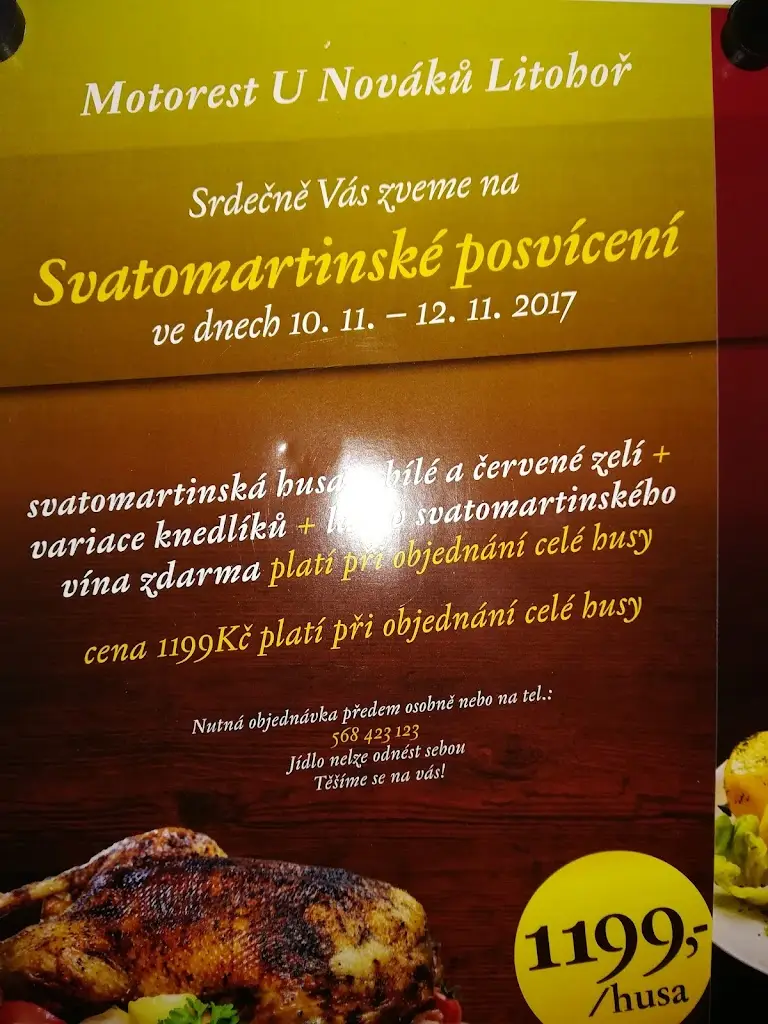 Motorest U Nováků Litohoř
Srdečně Vás zveme na
Svatomartinské posvícení
ve dnech 10. 11. – 12. 11. 2017
svatomartinská husa bílé a červené zelí +
variace knedlíků + svatomartinského
vína zdarma platí při objednání celé husy
cena 1199Kč platí při objednání celé husy
Nutná objednávka předem osobně nebo na tel.:
568 423 123
Jídlo nelze odnést sebou
Těšíme se na vás!
1199,-
/husa